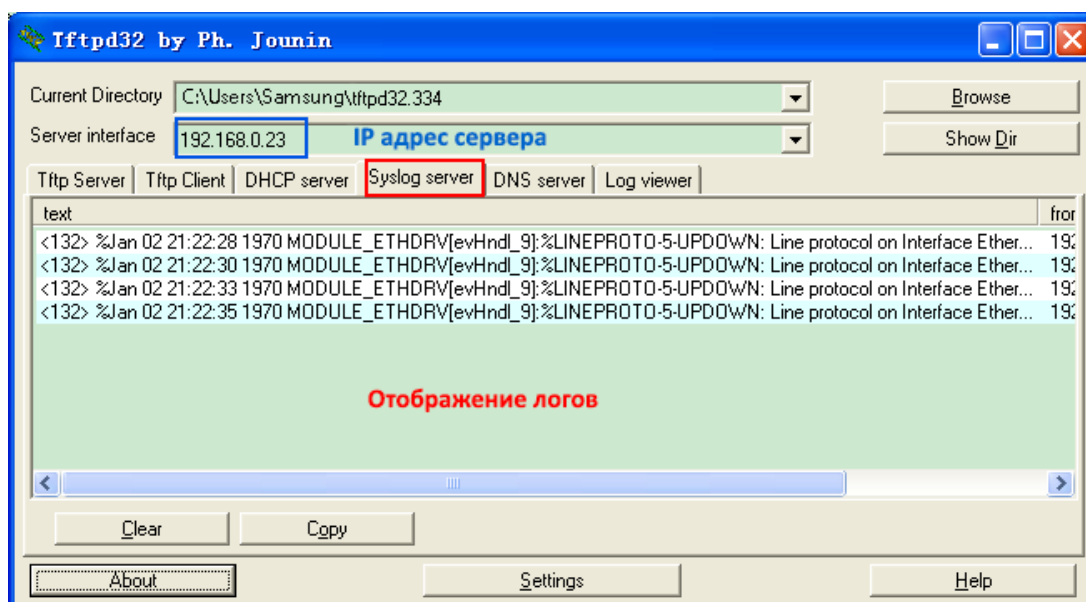 Tftpd32 by Ph. Jounin
Current Directory C:\Users\Samsung\tftpd32.334 Browse
Server interface 192.168.0.23 IP адрес сервера Show Dir
Tftp Server Tftp Client DHCP server Syslog server DNS server Log viewer
text from
<132> %Jan 02 21:22:28 1970 MODULE_ETHDRV[evHndl_9]:%LINEPROTO-5-UPDOWN: Line protocol on Interface Ether... 192
<132> %Jan 02 21:22:30 1970 MODULE_ETHDRV[evHndl_9]:%LINEPROTO-5-UPDOWN: Line protocol on Interface Ether... 192
<132> %Jan 02 21:22:33 1970 MODULE_ETHDRV[evHndl_9]:%LINEPROTO-5-UPDOWN: Line protocol on Interface Ether... 192
<132> %Jan 02 21:22:35 1970 MODULE_ETHDRV[evHndl_9]:%LINEPROTO-5-UPDOWN: Line protocol on Interface Ether... 192
Отображение логов
Clear Copy
About Settings Help